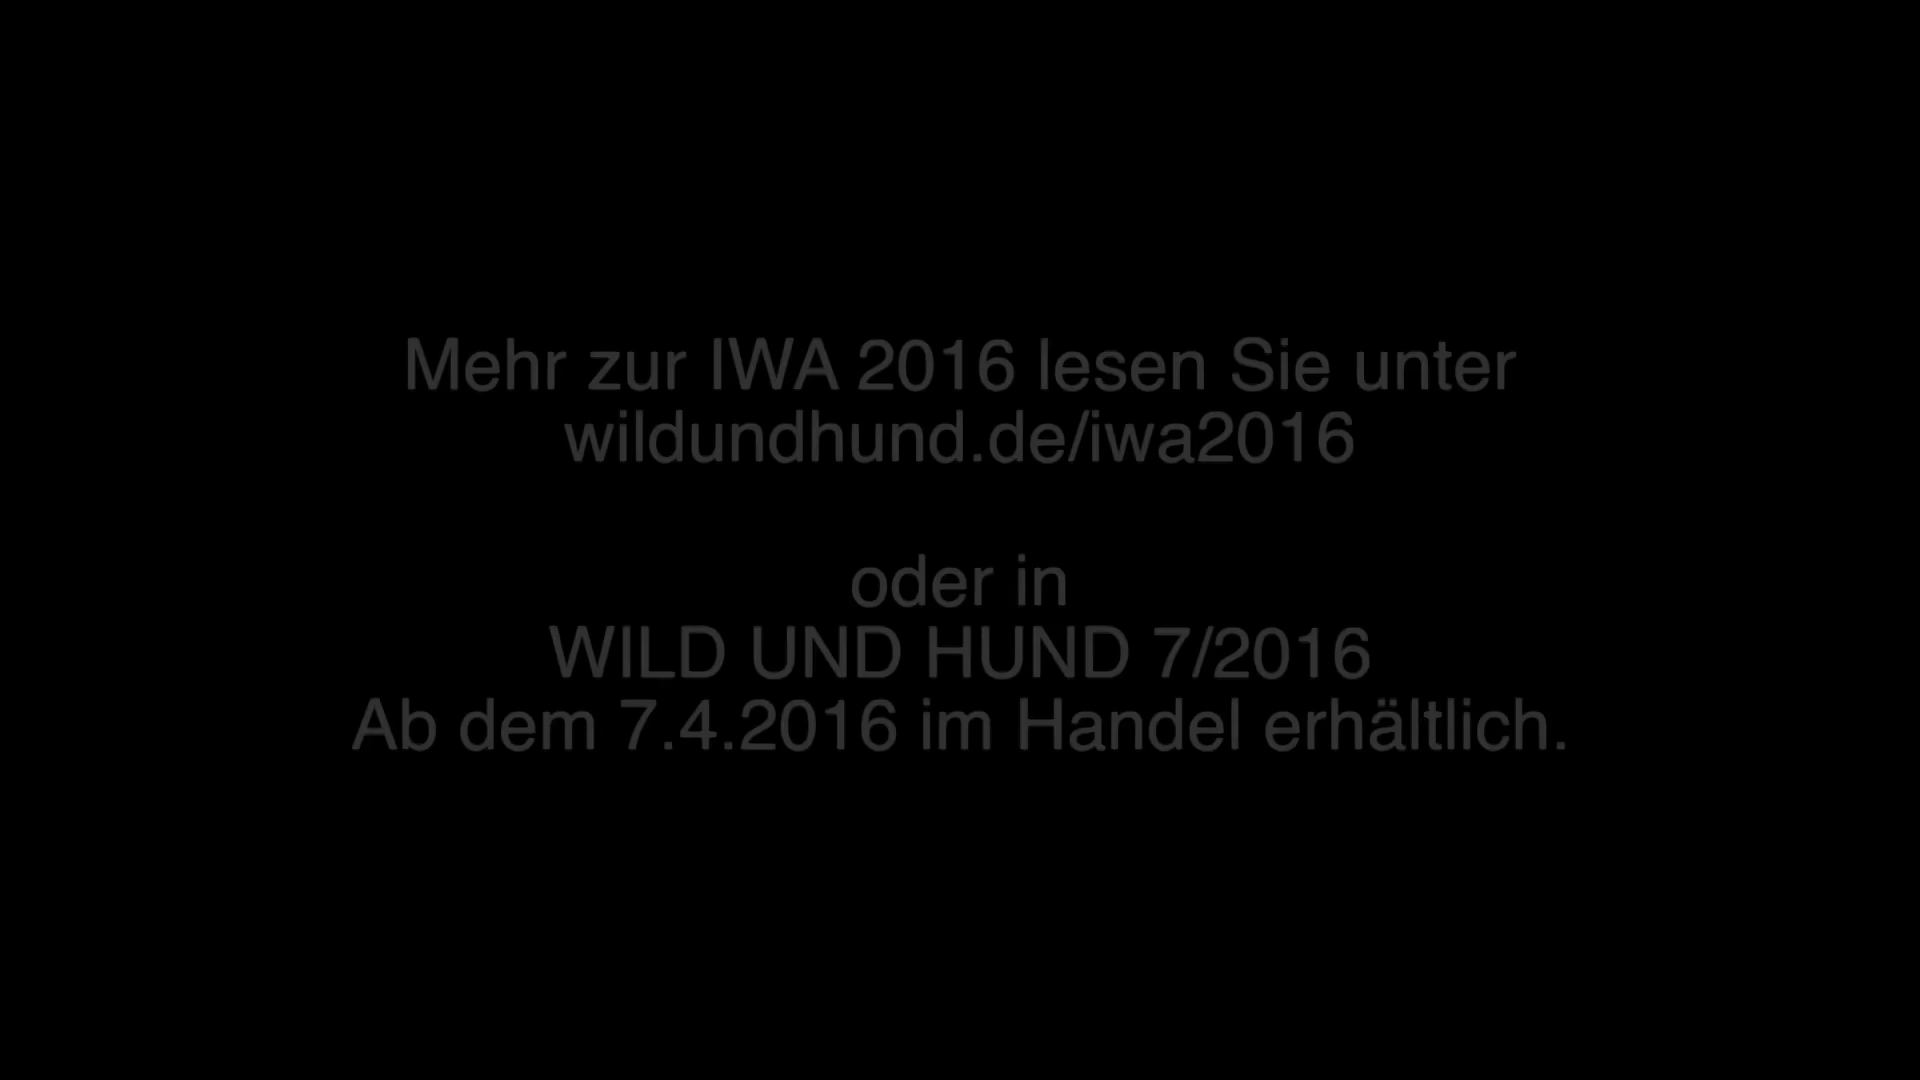 Mehr zur IWA 2016 lesen Sie unter
wildundhund.de/iwa2016
oder in
WILD UND HUND 7/2016
Ab dem 7.4.2016 im Handel erhältlich.